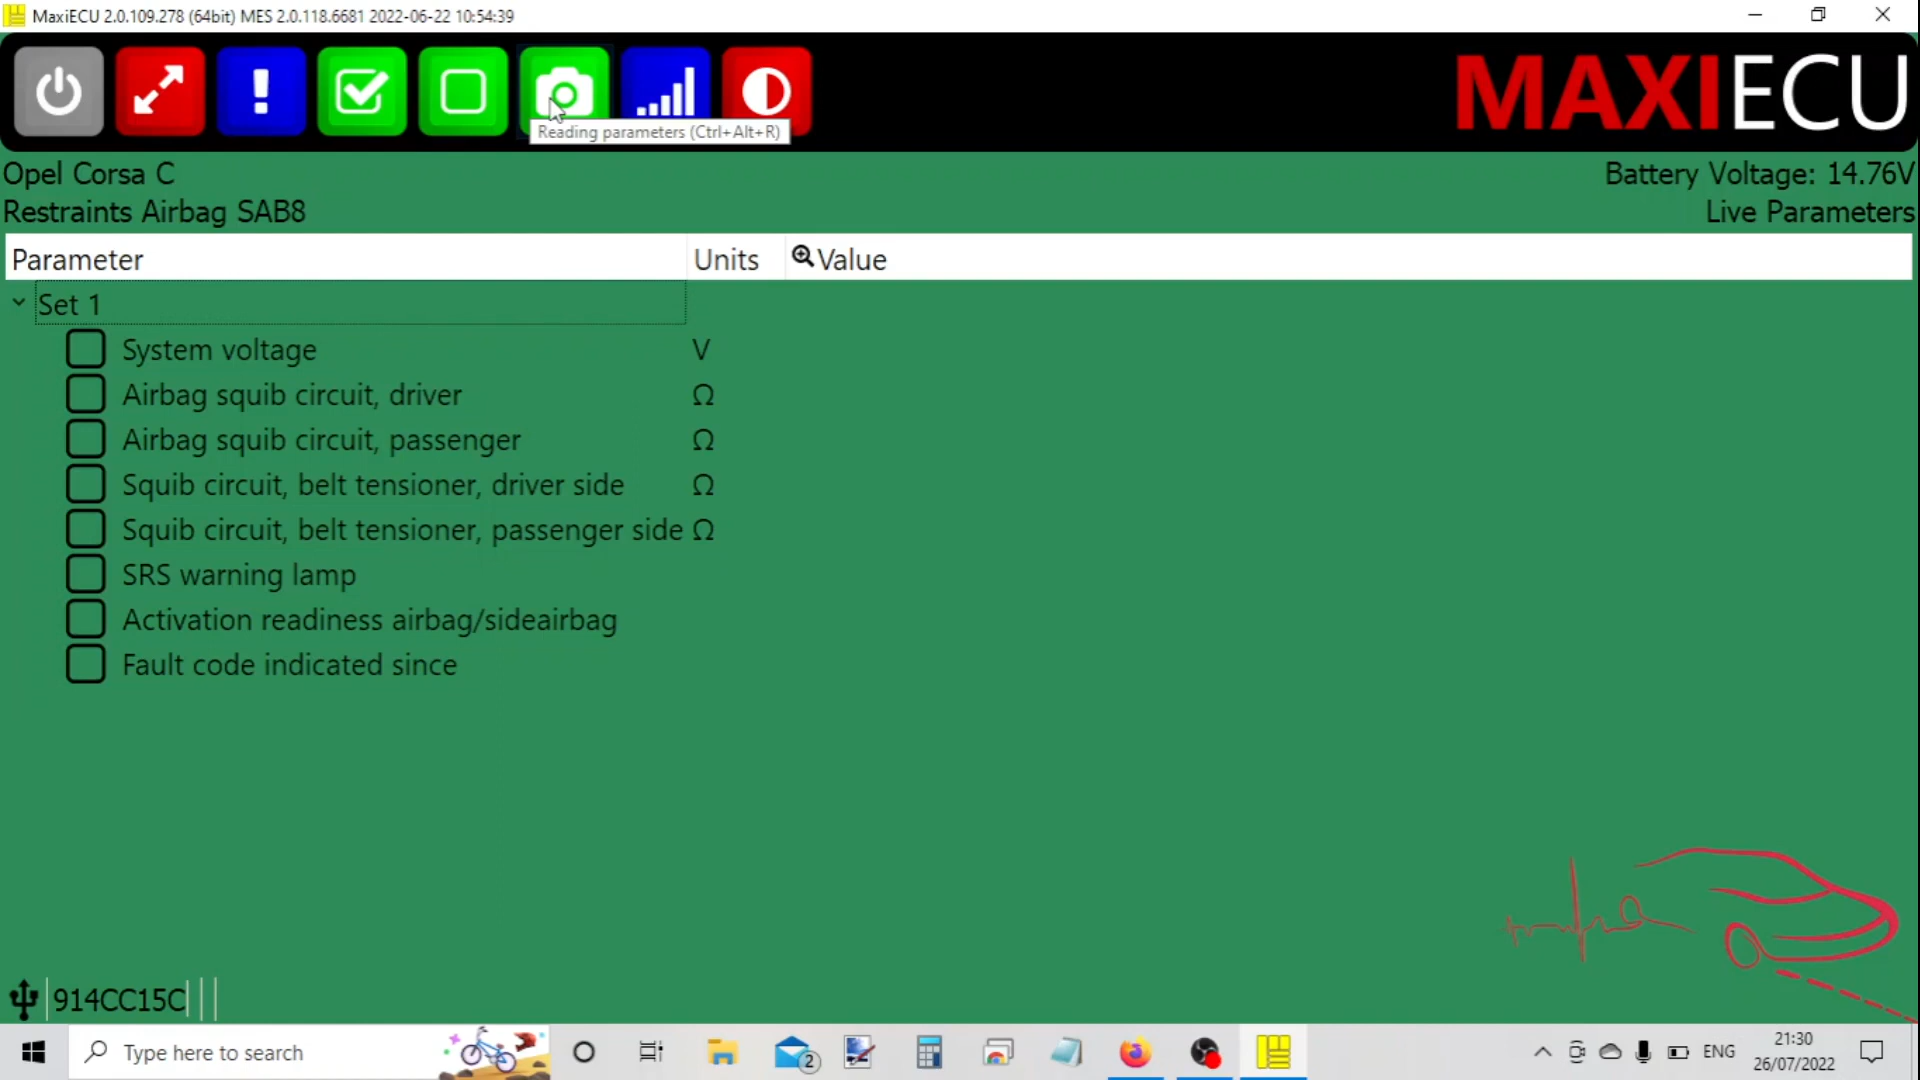 MaxiECU 2.0.109.278 (64bit) MES 2.0.118.6681 2022-06-22 10:54:39
MAXIECU
Reading parameters (Ctrl+Alt+R)
Opel Corsa C
Battery Voltage: 14.76V
Restraints Airbag SAB8
Live Parameters
Parameter Units Value
Set 1
System voltage V
Airbag squib circuit, driver Ω
Airbag squib circuit, passenger Ω
Squib circuit, belt tensioner, driver side Ω
Squib circuit, belt tensioner, passenger side Ω
SRS warning lamp
Activation readiness airbag/sideairbag
Fault code indicated since
914CC15C
Type here to search
2
ENG
21:30
26/07/2022